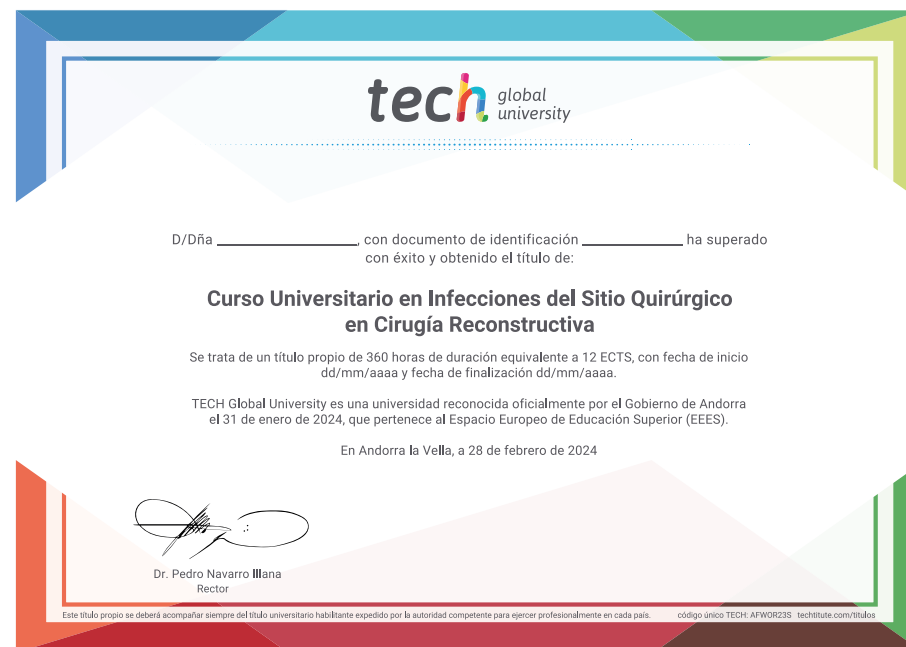 tech global university
D/Dña ____________________, con documento de identificación ______________ ha superado
con éxito y obtenido el título de:
Curso Universitario en Infecciones del Sitio Quirúrgico
en Cirugía Reconstructiva
Se trata de un título propio de 360 horas de duración equivalente a 12 ECTS, con fecha de inicio
dd/mm/aaaa y fecha de finalización dd/mm/aaaa.
TECH Global University es una universidad reconocida oficialmente por el Gobierno de Andorra
el 31 de enero de 2024, que pertenece al Espacio Europeo de Educación Superior (EEES).
En Andorra la Vella, a 28 de febrero de 2024
Dr. Pedro Navarro Illana
Rector
Este título propio se deberá acompañar siempre del título universitario habilitante expedido por la autoridad competente para ejercer profesionalmente en cada país. código único TECH: AFWOR23S techtitute.com/titulos